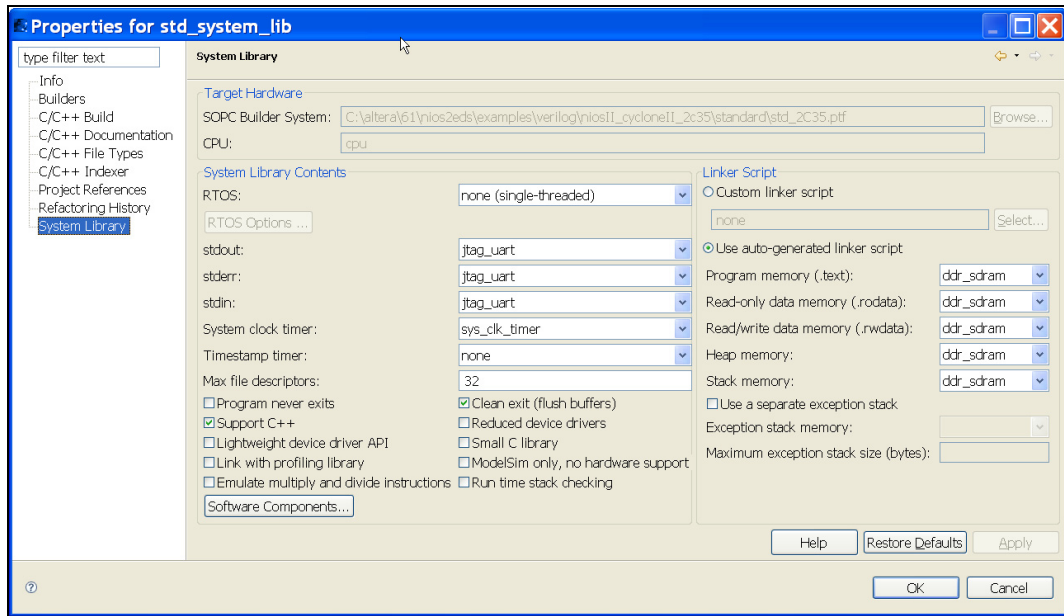 Properties for std_system_lib
type filter text
Info
Builders
C/C++ Build
C/C++ Documentation
C/C++ File Types
C/C++ Indexer
Project References
Refactoring History
System Library
System Library
Target Hardware
SOPC Builder System: C:\altera\61\nios2eds\examples\verilog\niosII_cycloneII_2c35\standard\std_2C35.ptf Browse...
CPU: cpu
System Library Contents
RTOS: none (single-threaded)
RTOS Options ...
stdout: jtag_uart
stderr: jtag_uart
stdin: jtag_uart
System clock timer: sys_clk_timer
Timestamp timer: none
Max file descriptors: 32
Program never exits Clean exit (flush buffers)
Support C++ Reduced device drivers
Lightweight device driver API Small C library
Link with profiling library ModelSim only, no hardware support
Emulate multiply and divide instructions Run time stack checking
Software Components...
Linker Script
Custom linker script
none Select...
Use auto-generated linker script
Program memory (.text): ddr_sdram
Read-only data memory (.rodata): ddr_sdram
Read/write data memory (.rwdata): ddr_sdram
Heap memory: ddr_sdram
Stack memory: ddr_sdram
Use a separate exception stack
Exception stack memory:
Maximum exception stack size (bytes):
Help Restore Defaults Apply
? OK Cancel